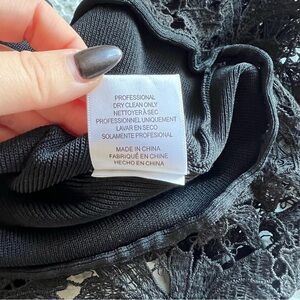 PROFESSIONAL
DRY CLEAN ONLY
NETTOYER À SEC
PROFESSIONNEL UNIQUEMENT
LAVAR EN SECO
SOLAMENTE PROFESIONAL
MADE IN CHINA
FABRIQUÉ EN CHINE
HECHO EN CHINA